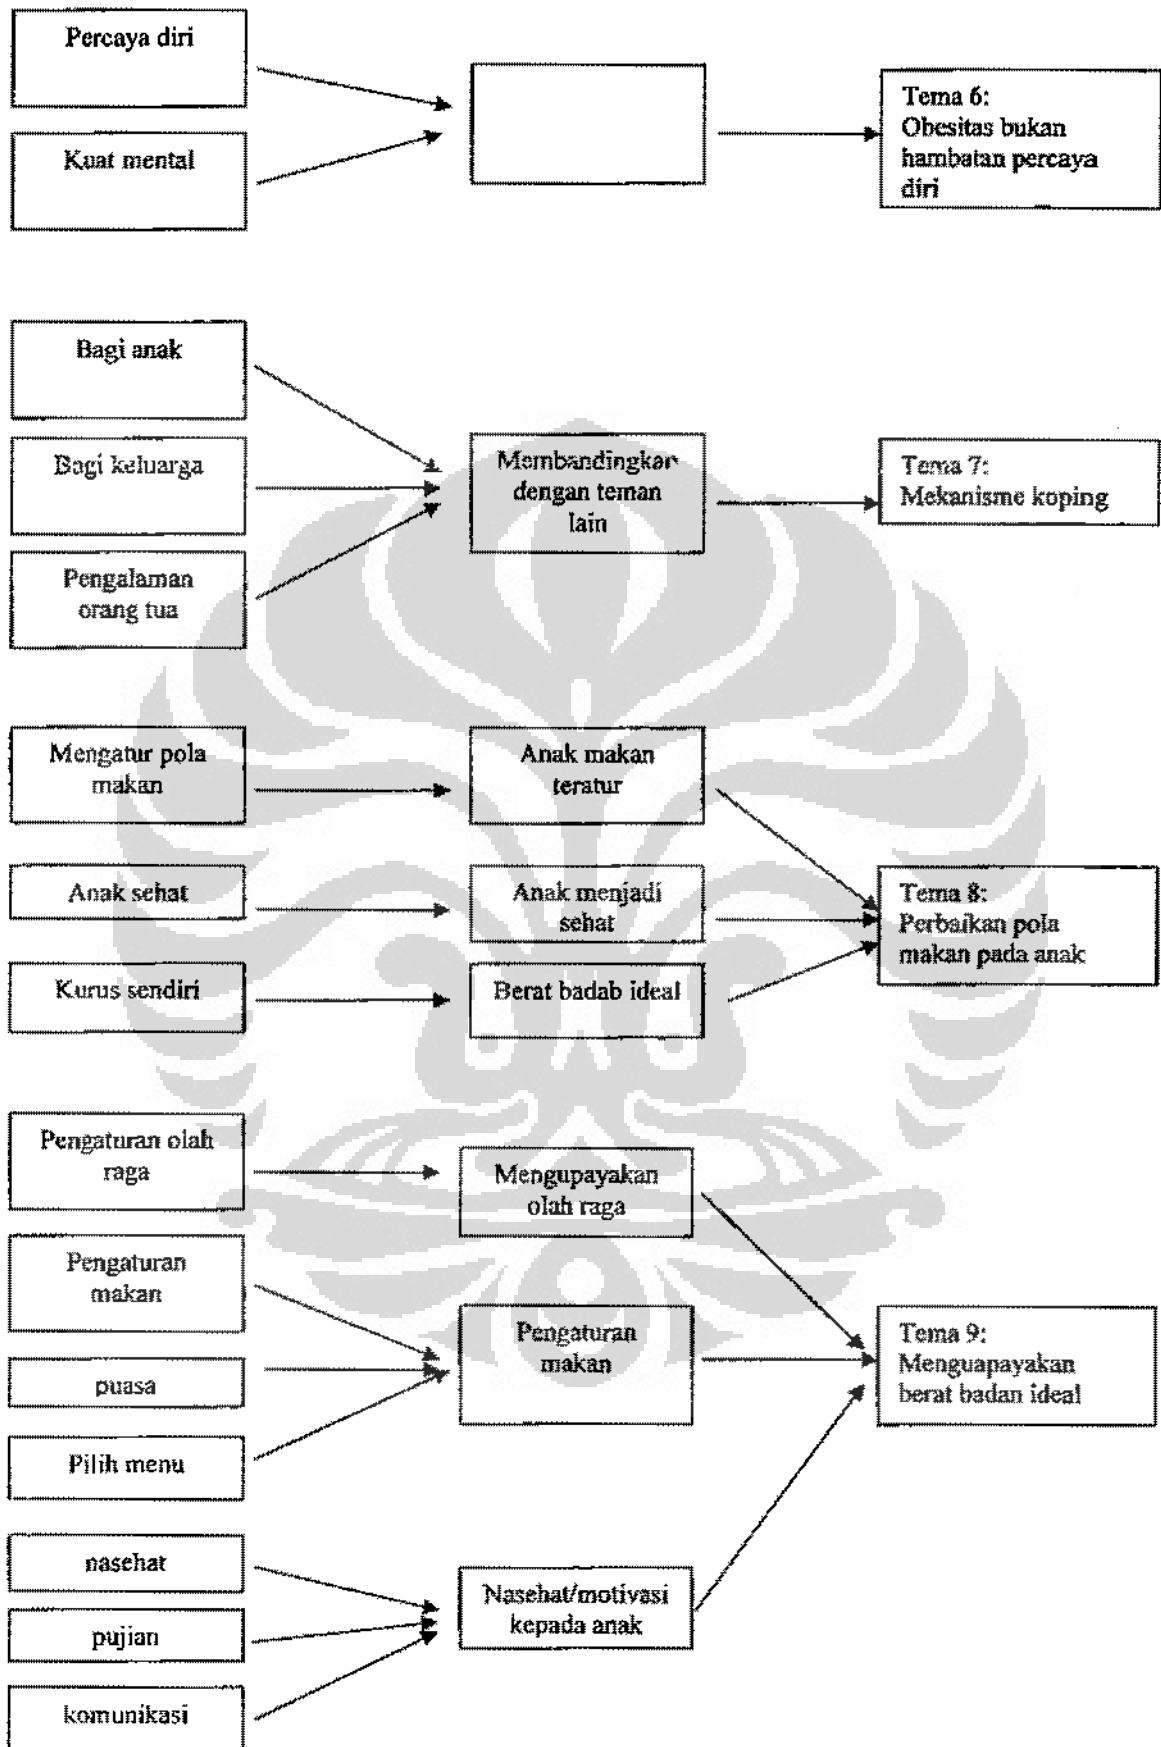 Percaya diri
Kuat mental
Tema 6:
Obesitas bukan
hambatan percaya
diri
Bagi anak
Bagi keluarga
Pengalaman
orang tua
Membandingkan
dengan teman
lain
Tema 7:
Mekanisme koping
Mengatur pola
makan
Anak makan
teratur
Anak sehat
Anak menjadi
sehat
Kurus sendiri
Berat badab ideal
Tema 8:
Perbaikan pola
makan pada anak
Pengaturan olah
raga
Mengupayakan
olah raga
Pengaturan
makan
puasa
Pilih menu
Pengaturan
makan
Tema 9:
Menguapayakan
berat badan ideal
nasehat
pujian
komunikasi
Nasehat/motivasi
kepada anak